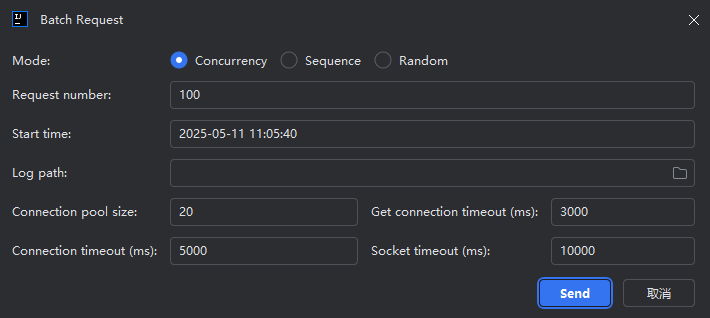 Batch Request
Mode: Concurrency Sequence Random
Request number: 100
Start time: 2025-05-11 11:05:40
Log path:
Connection pool size: 20 Get connection timeout (ms): 3000
Connection timeout (ms): 5000 Socket timeout (ms): 10000
Send 取消